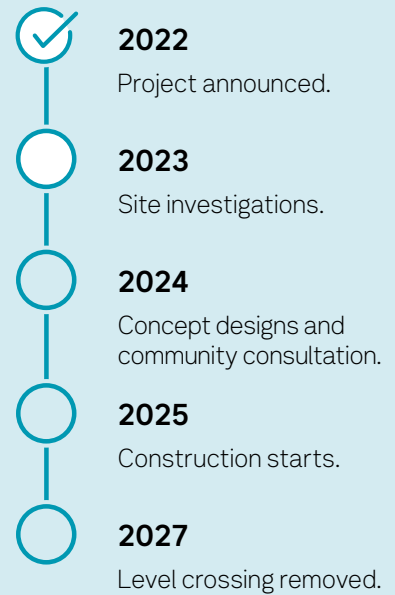 2022
Project announced.
2023
Site investigations.
2024
Concept designs and
community consultation.
2025
Construction starts.
2027
Level crossing removed.